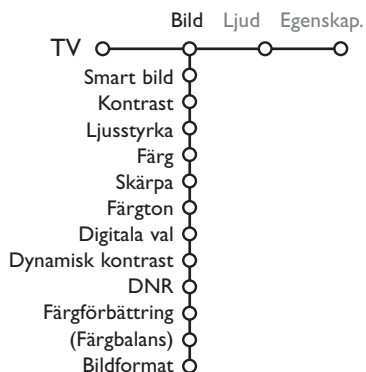 Bild Ljud Egenskap.
TV
Smart bild
Kontrast
Ljusstyrka
Färg
Skärpa
Färgton
Digitala val
Dynamisk kontrast
DNR
Färgförbättring
(Färgbalans)
Bildformat